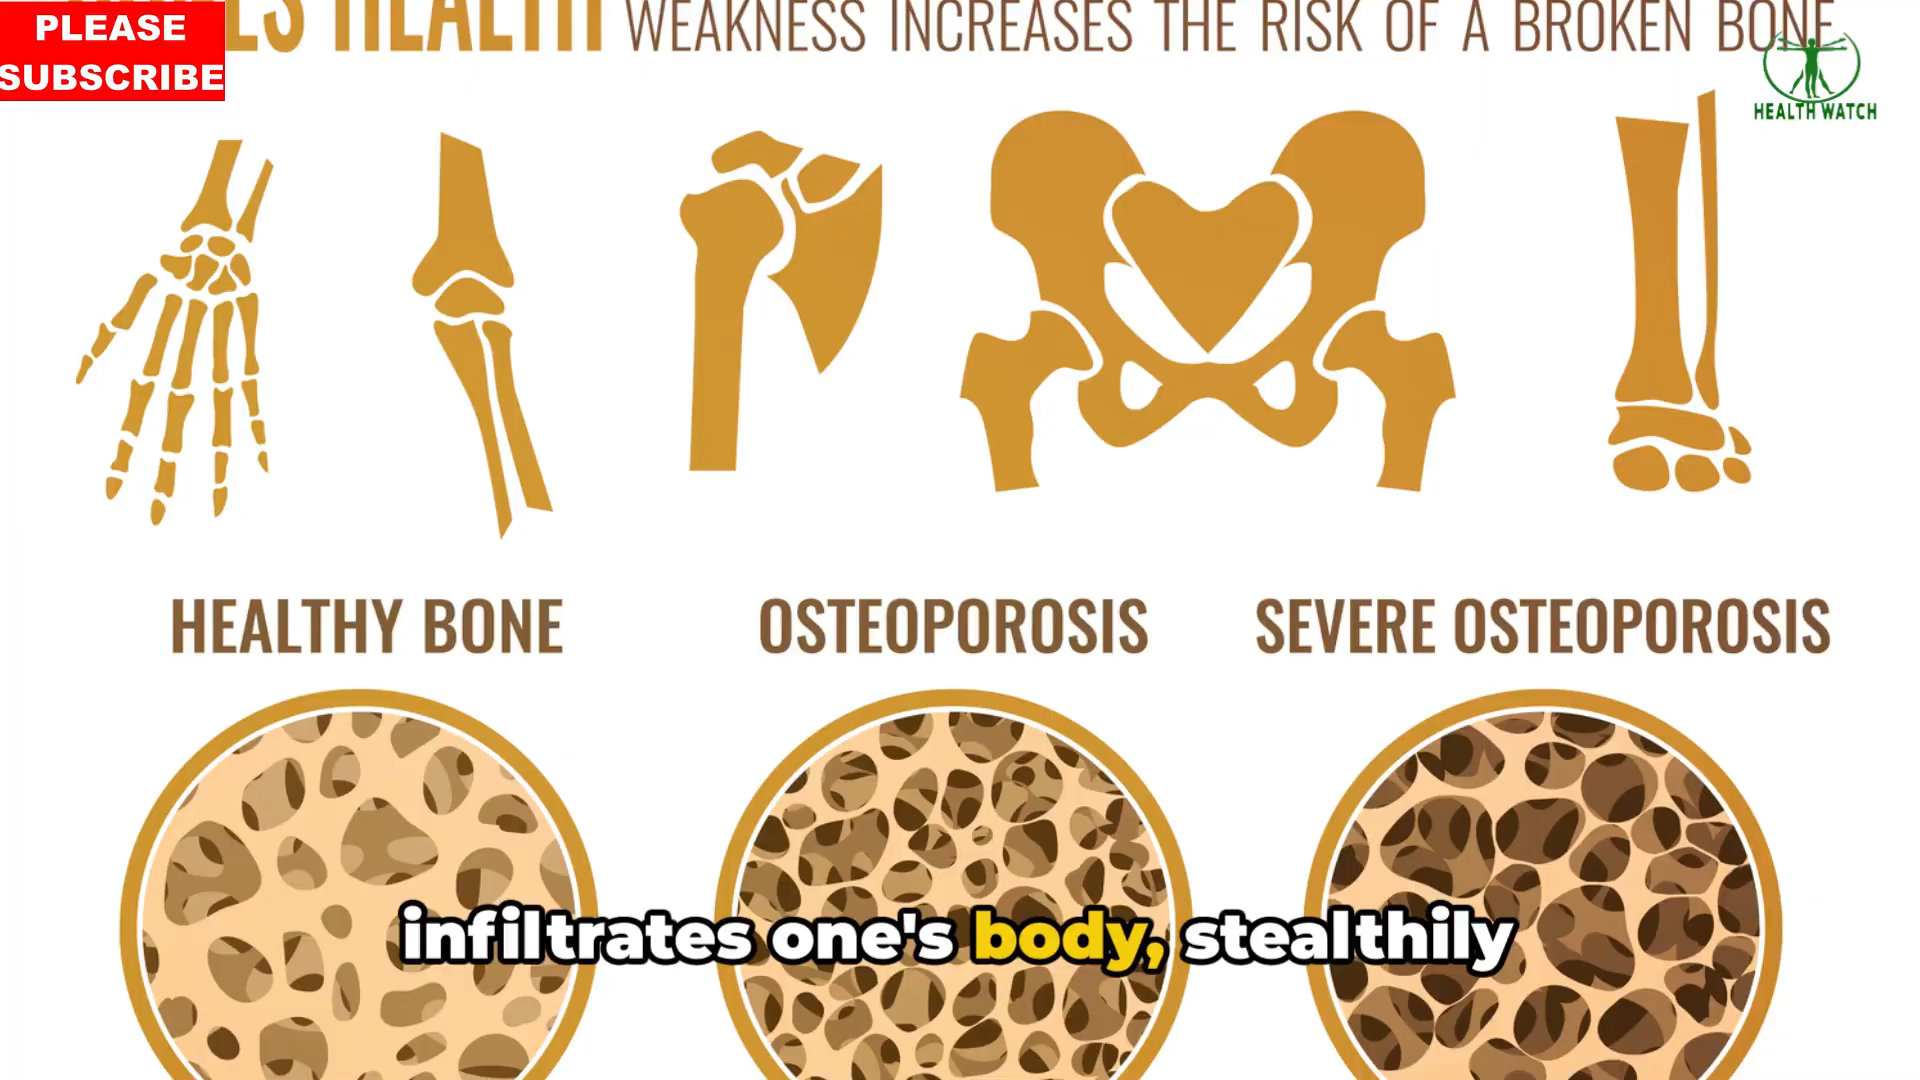 PLEASE
SUBSCRIBE
HEALTH WEAKNESS INCREASES THE RISK OF A BROKEN BONE
HEALTH WATCH
HEALTHY BONE OSTEOPOROSIS SEVERE OSTEOPOROSIS
infiltrates one's body, stealthily